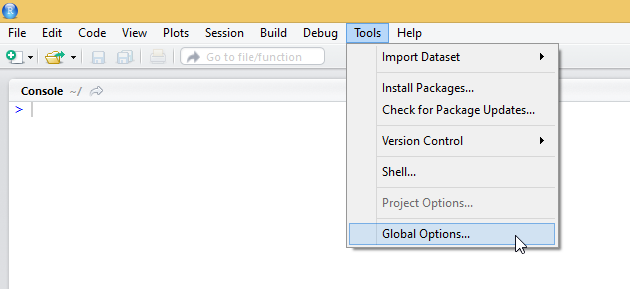 R
File Edit Code View Plots Session Build Debug Tools Help
Go to file/function
Console ~/
>
Import Dataset
Install Packages...
Check for Package Updates...
Version Control
Shell...
Project Options...
Global Options...